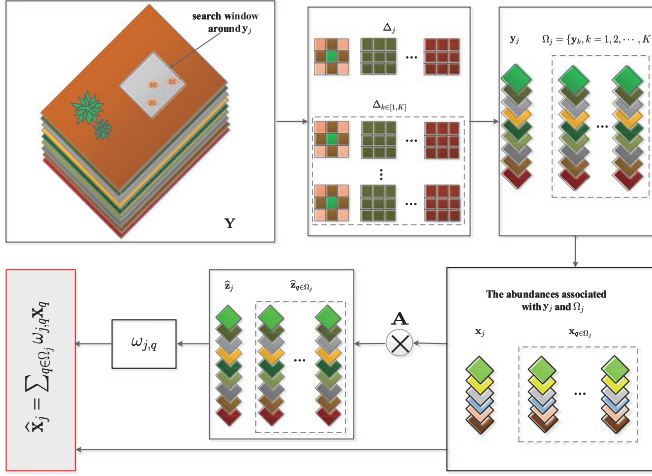 search window
around y_j
Y
Δ_j
...
Δ_{k∈[1,K]}
...
⋮
...
y_j Ω_j = {y_k, k = 1, 2, ⋯ , K
...
...
The abundances associated
with y_j and Ω_j
x_j x_{q∈Ω_j}
...
A
ẑ_j ẑ_{q∈Ω_j}
...
ω_{j,q}
x̂_j = ∑_{q∈Ω_j} ω_{j,q} x_q